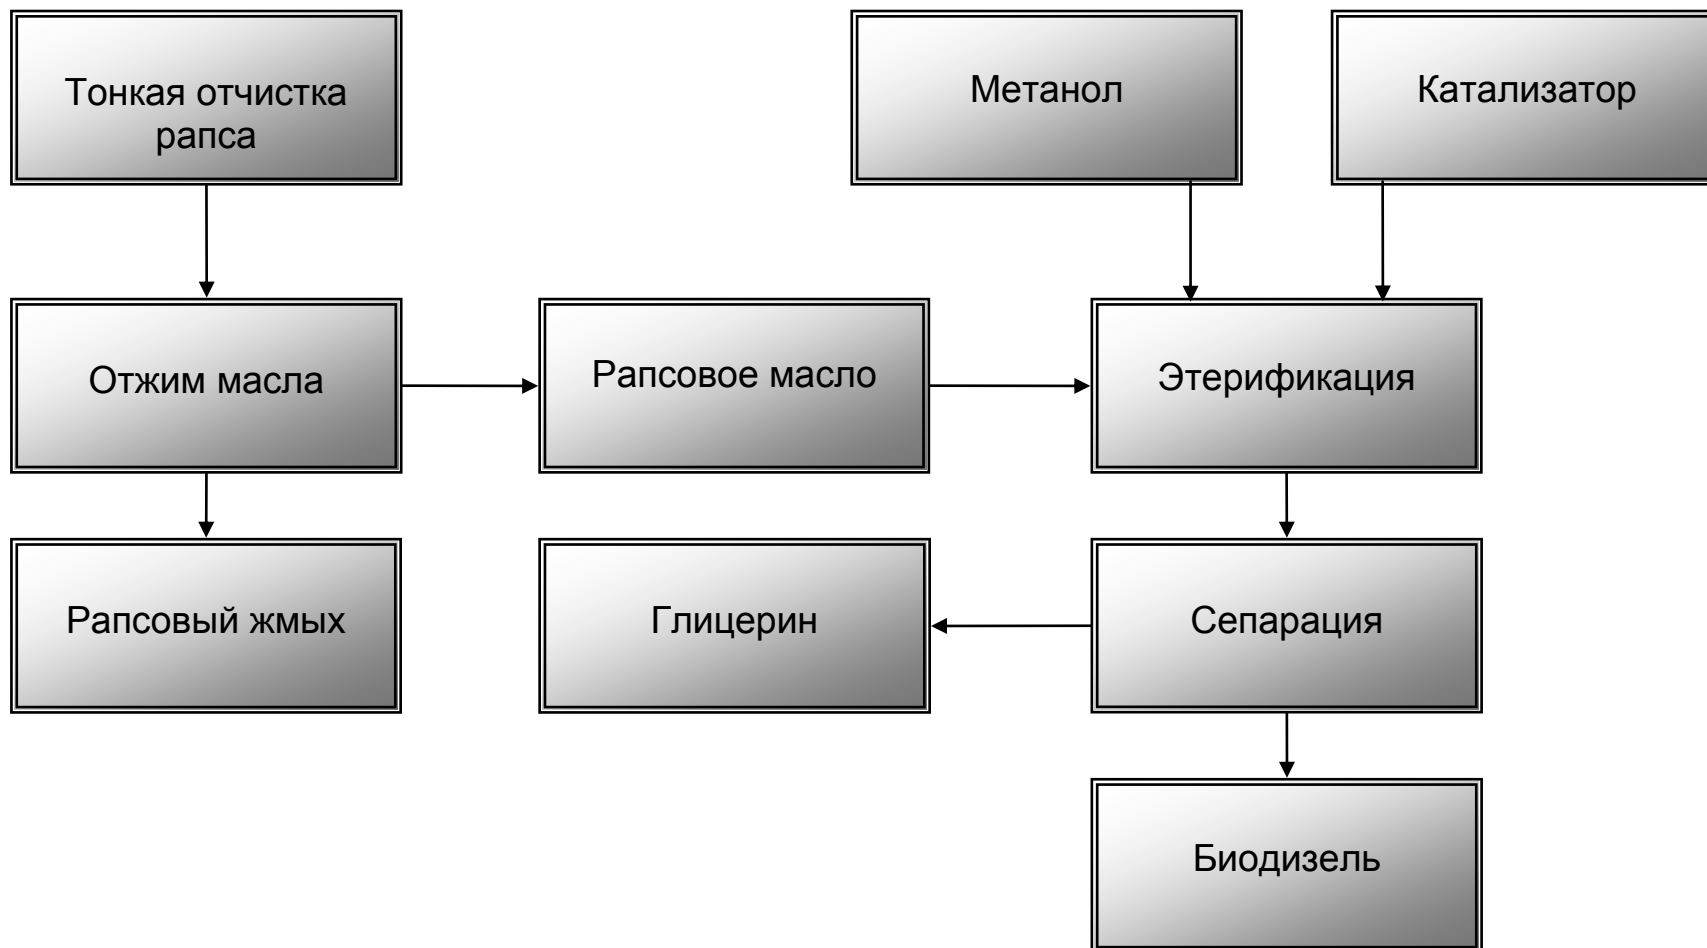 Тонкая отчистка
рапса
Метанол
Катализатор
Отжим масла
Рапсовое масло
Этерификация
Рапсовый жмых
Глицерин
Сепарация
Биодизель